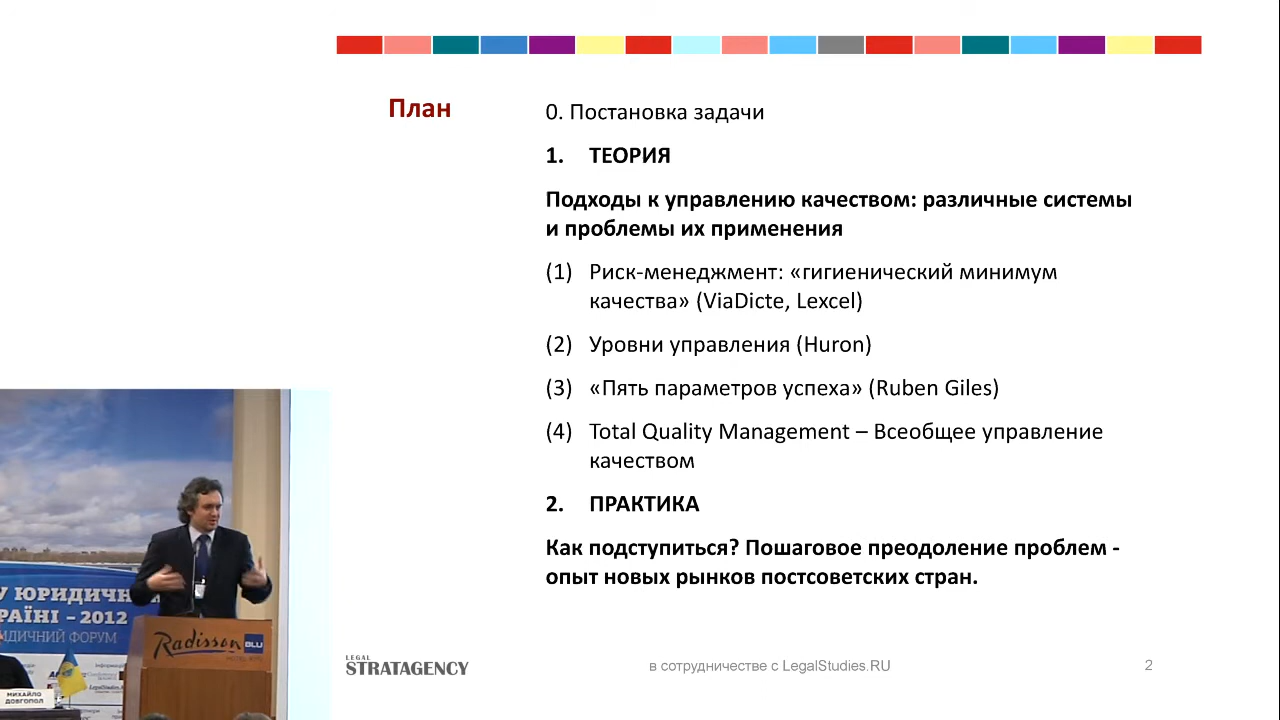 План
0. Постановка задачи
1. ТЕОРИЯ
Подходы к управлению качеством: различные системы
и проблемы их применения
(1) Риск-менеджмент: «гигиенический минимум
качества» (ViaDicte, Lexcel)
(2) Уровни управления (Huron)
(3) «Пять параметров успеха» (Ruben Giles)
(4) Total Quality Management – Всеобщее управление
качеством
2. ПРАКТИКА
Как подступиться? Пошаговое преодоление проблем -
опыт новых рынков постсоветских стран.
LEGAL
STRATAGENCY
в сотрудничестве с LegalStudies.RU
2
У ЮРИДИЧН
РАЇНІ – 2012
ИДИЧНИЙ ФОРУМ
Radisson BLU
МИХАЙЛО
ДОВГОПОЛ